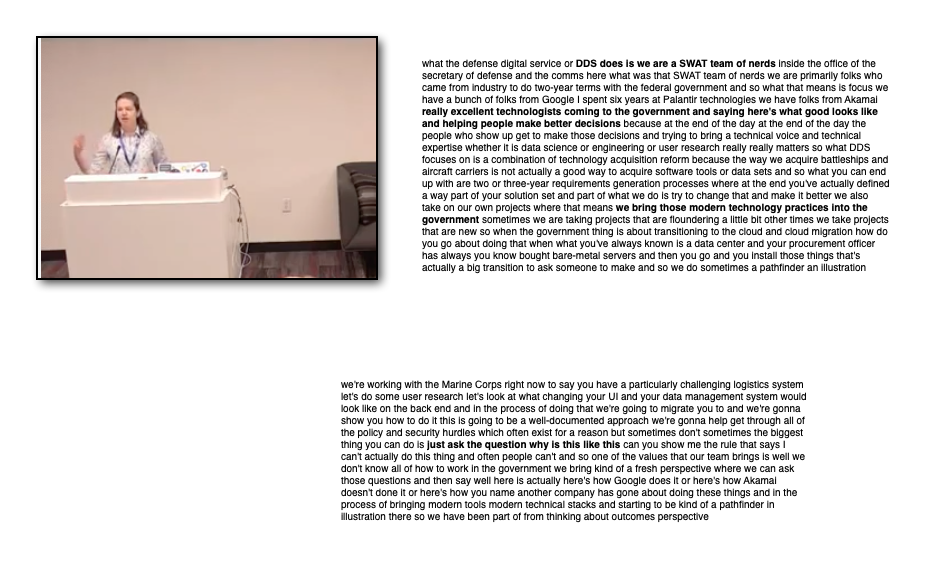 what the defense digital service or DDS does is we are a SWAT team of nerds inside the office of the
secretary of defense and the comms here what was that SWAT team of nerds we are primarily folks who
came from industry to do two-year terms with the federal government and so what that means is focus we
have a bunch of folks from Google I spent six years at Palantir technologies we have folks from Akamai
really excellent technologists coming to the government and saying here's what good looks like
and helping people make better decisions because at the end of the day at the end of the day the
people who show up get to make those decisions and trying to bring a technical voice and technical
expertise whether it is data science or engineering or user research really really matters so what DDS
focuses on is a combination of technology acquisition reform because the way we acquire battleships and
aircraft carriers is not actually a good way to acquire software tools or data sets and so what you can end
up with are two or three-year requirements generation processes where at the end you've actually defined
a way part of your solution set and part of what we do is try to change that and make it better we also
take on our own projects where that means we bring those modern technology practices into the
government sometimes we are taking projects that are floundering a little bit other times we take projects
that are new so when the government thing is about transitioning to the cloud and cloud migration how do
you go about doing that when what you've always known is a data center and your procurement officer
has always you know bought bare-metal servers and then you go and you install those things that's
actually a big transition to ask someone to make and so we do sometimes a pathfinder an illustration
we're working with the Marine Corps right now to say you have a particularly challenging logistics system
let's do some user research let's look at what changing your UI and your data management system would
look like on the back end and in the process of doing that we're going to migrate you to and we're gonna
show you how to do it this is going to be a well-documented approach we're gonna help get through all of
the policy and security hurdles which often exist for a reason but sometimes don't sometimes the biggest
thing you can do is just ask the question why is this like this can you show me the rule that says I
can't actually do this thing and often people can't and so one of the values that our team brings is well we
don't know all of how to work in the government we bring kind of a fresh perspective where we can ask
those questions and then say well here is actually here's how Google does it or here's how Akamai
doesn't done it or here's how you name another company has gone about doing these things and in the
process of bringing modern tools modern technical stacks and starting to be kind of a pathfinder in
illustration there so we have been part of from thinking about outcomes perspective